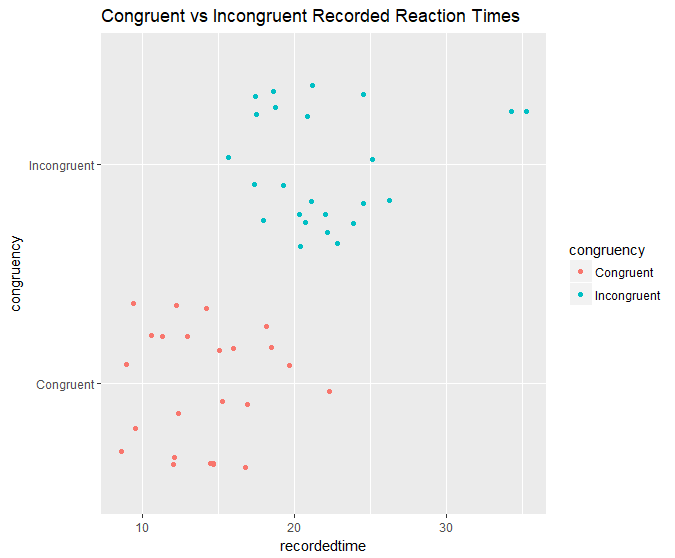 Congruent vs Incongruent Recorded Reaction Times
Incongruent
Congruent
congruency
10 20 30
recordedtime
congruency
Congruent
Incongruent